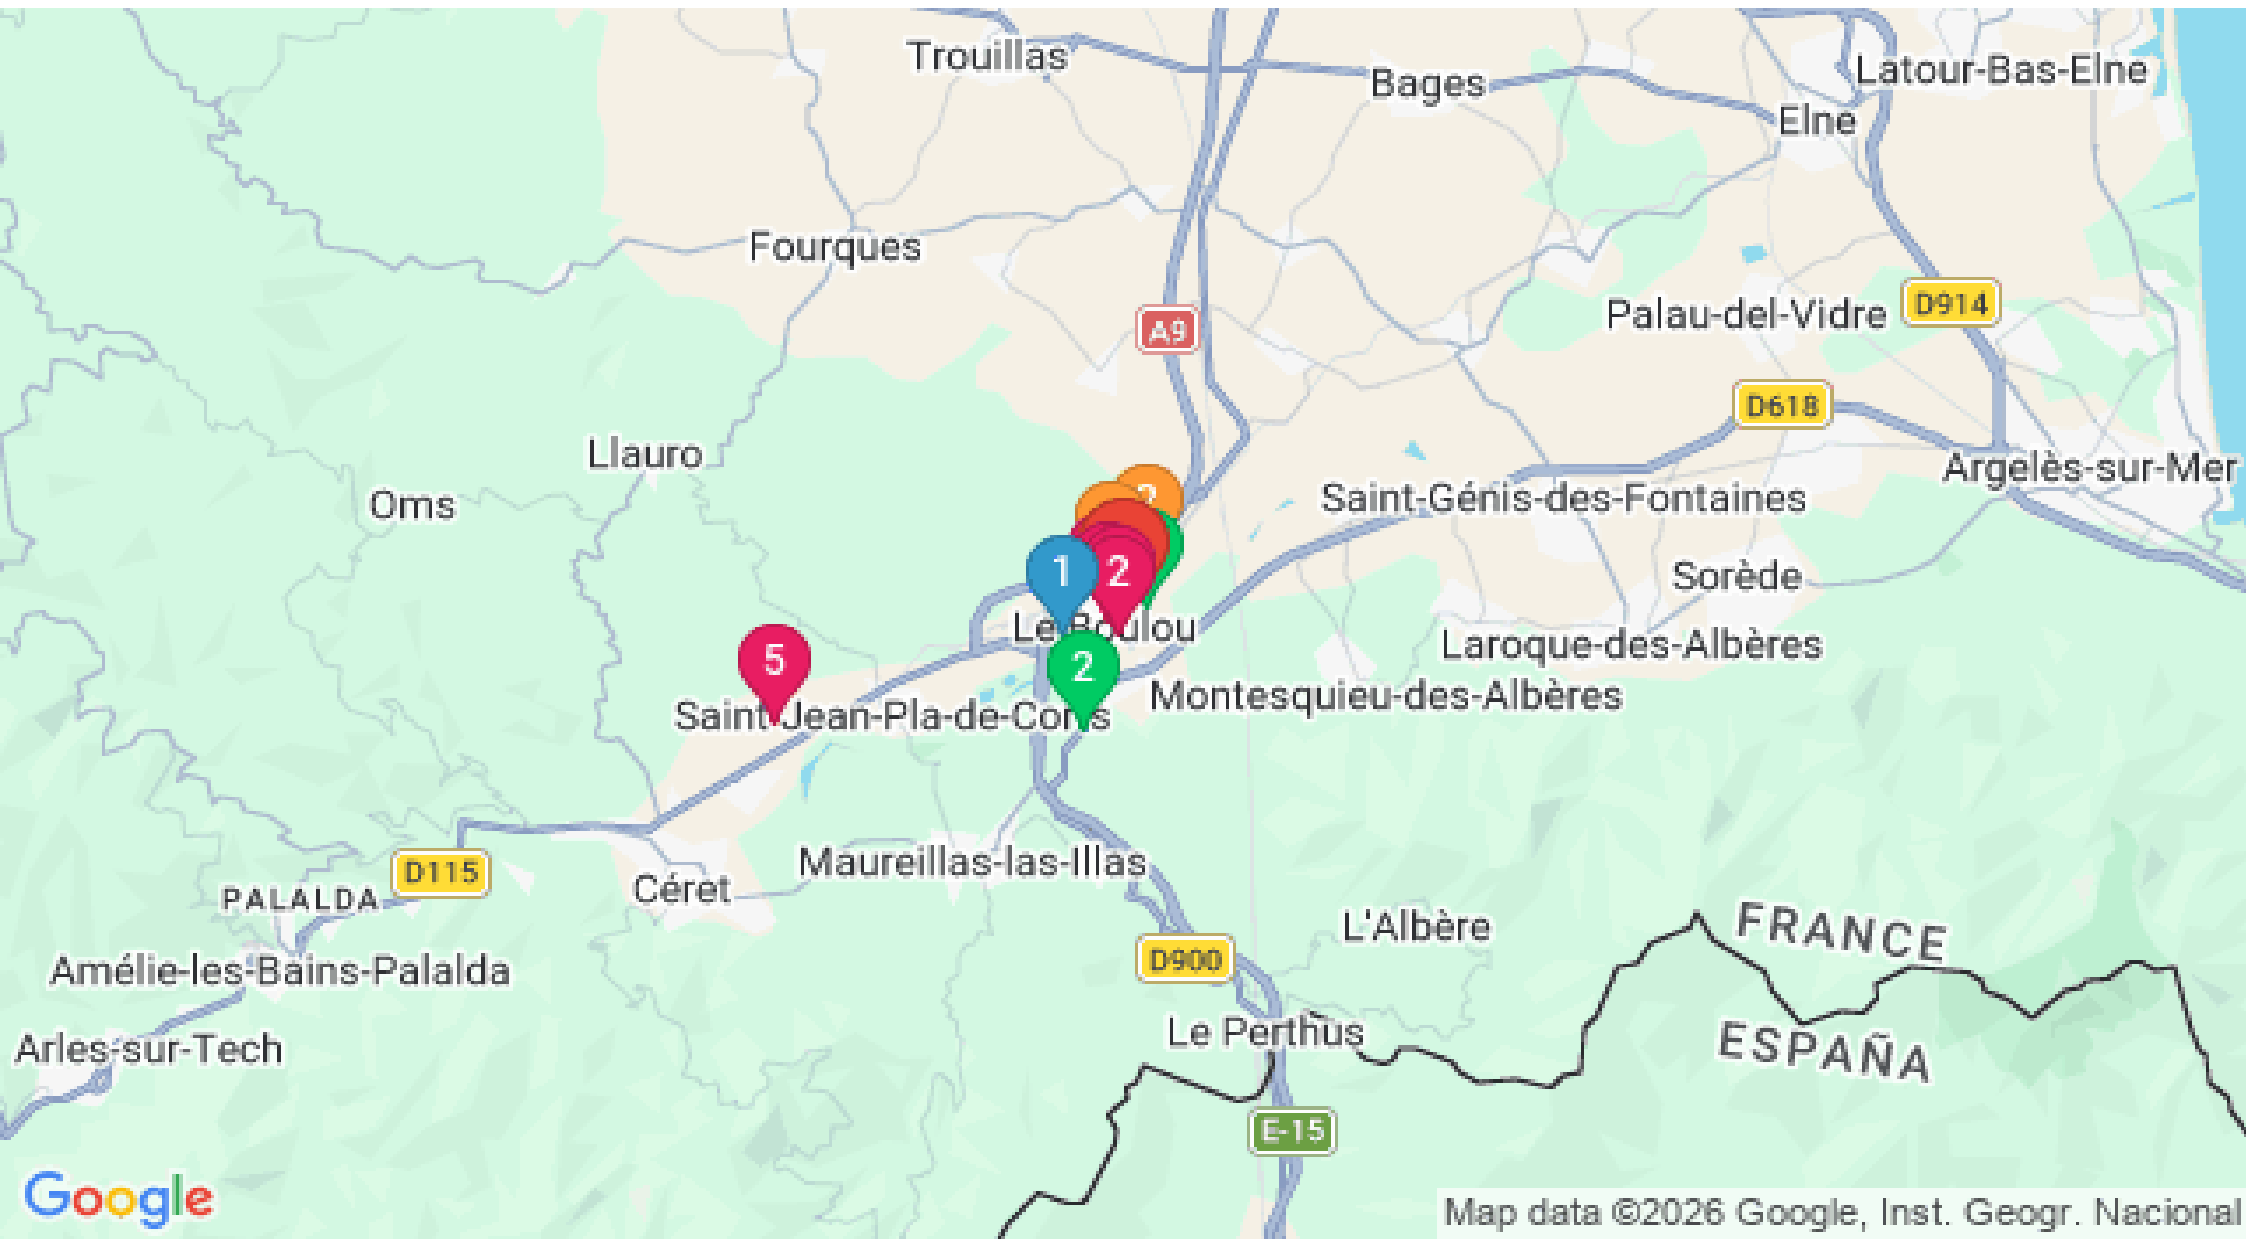 Trouillas
Bages
Latour-Bas-Elne
Elne
Fourques
Palau-del-Vidre
D914
A9
D618
Llauro
Argelès-sur-Mer
Oms
Saint-Génis-des-Fontaines
1
2
Sorède
Le Boulou
Laroque-des-Albères
5
2
Montesquieu-des-Albères
Saint-Jean-Pla-de-Corts
Maureillas-las-Illas
D115
Céret
PALALDA
L'Albère
FRANCE
D900
Amélie-les-Bains-Palalda
Le Perthus
Arles-sur-Tech
ESPAÑA
E-15
Google
Map data ©2026 Google, Inst. Geogr. Nacional